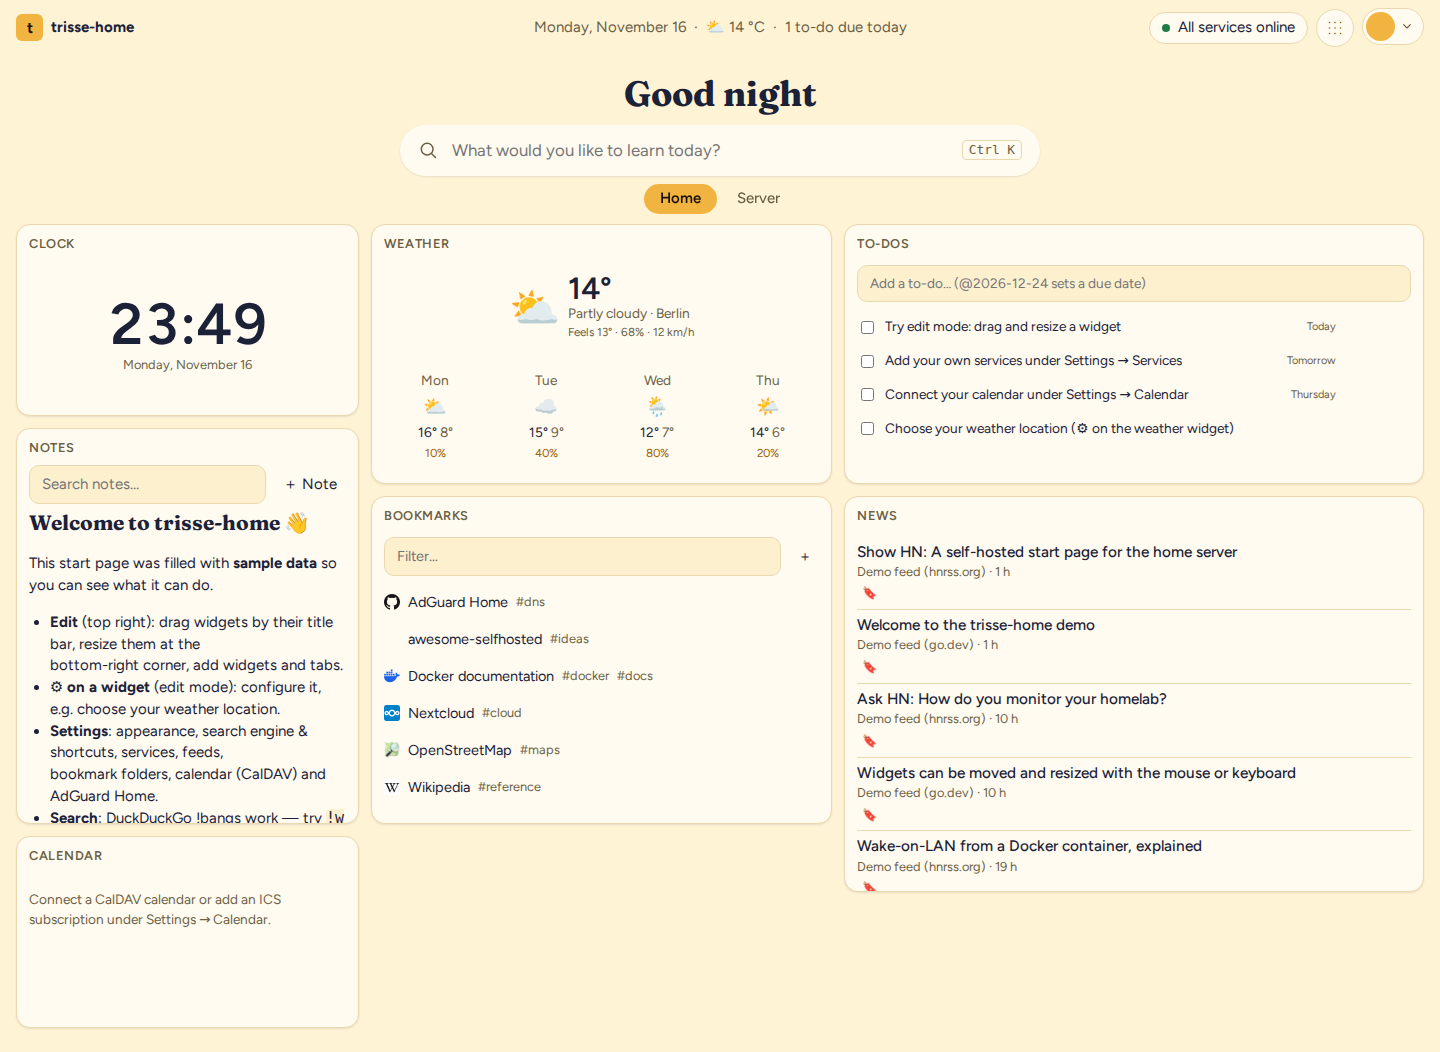 t trisse-home
Monday, November 16 · 14 °C · 1 to-do due today
All services online
Good night
What would you like to learn today?
Ctrl K
Home Server
CLOCK
23:49
Monday, November 16
NOTES
Search notes...
+ Note
Welcome to trisse-home 👋
This start page was filled with sample data so
you can see what it can do.
Edit (top right): drag widgets by their title
bar, resize them at the
bottom-right corner, add widgets and tabs.
⚙ on a widget (edit mode): configure it,
e.g. choose your weather location.
Settings: appearance, search engine &
shortcuts, services, feeds,
bookmark folders, calendar (CalDAV) and
AdGuard Home.
Search: DuckDuckGo !bangs work — try !w
CALENDAR
Connect a CalDAV calendar or add an ICS
subscription under Settings → Calendar.
WEATHER
14°
Partly cloudy · Berlin
Feels 13° · 68% · 12 km/h
Mon Tue Wed Thu
16° 8° 15° 9° 12° 7° 14° 6°
10% 40% 80% 20%
BOOKMARKS
Filter...
+
AdGuard Home #dns
awesome-selfhosted #ideas
Docker documentation #docker #docs
Nextcloud #cloud
OpenStreetMap #maps
W Wikipedia #reference
TO-DOS
Add a to-do... (@2026-12-24 sets a due date)
Try edit mode: drag and resize a widget Today
Add your own services under Settings → Services Tomorrow
Connect your calendar under Settings → Calendar Thursday
Choose your weather location (⚙ on the weather widget)
NEWS
Show HN: A self-hosted start page for the home server
Demo feed (hnrss.org) · 1 h
Welcome to the trisse-home demo
Demo feed (go.dev) · 1 h
Ask HN: How do you monitor your homelab?
Demo feed (hnrss.org) · 10 h
Widgets can be moved and resized with the mouse or keyboard
Demo feed (go.dev) · 10 h
Wake-on-LAN from a Docker container, explained
Demo feed (hnrss.org) · 19 h